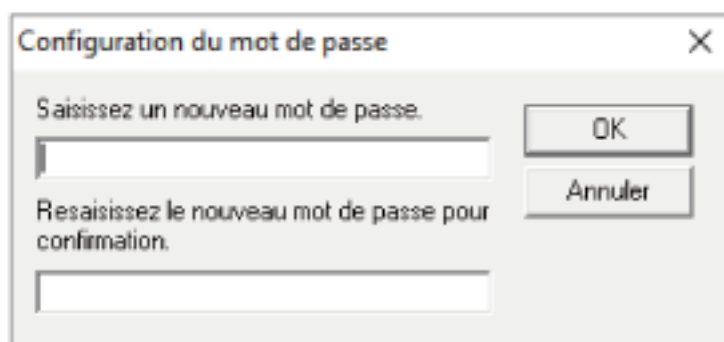 Configuration du mot de passe
Saisissez un nouveau mot de passe.
OK
Annuler
Resaisissez le nouveau mot de passe pour
confirmation.